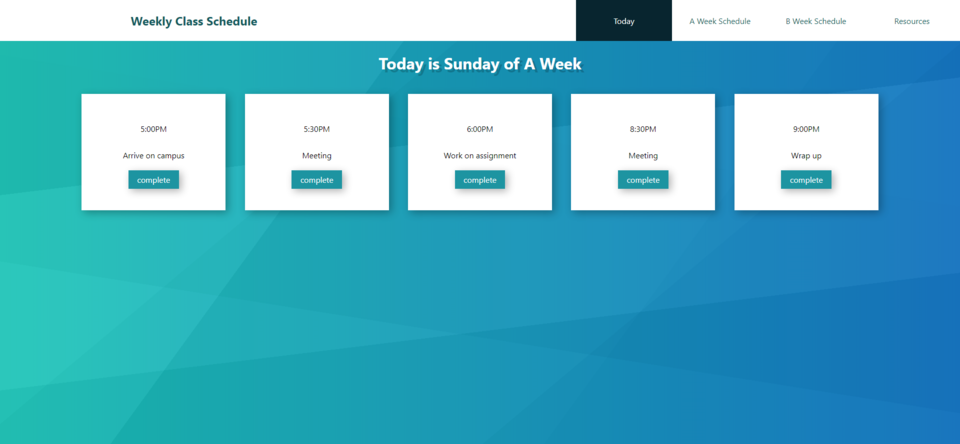 Weekly Class Schedule
Today
A Week Schedule
B Week Schedule
Resources
Today is Sunday of A Week
5:00PM
Arrive on campus
complete
5:30PM
Meeting
complete
6:00PM
Work on assignment
complete
8:30PM
Meeting
complete
9:00PM
Wrap up
complete